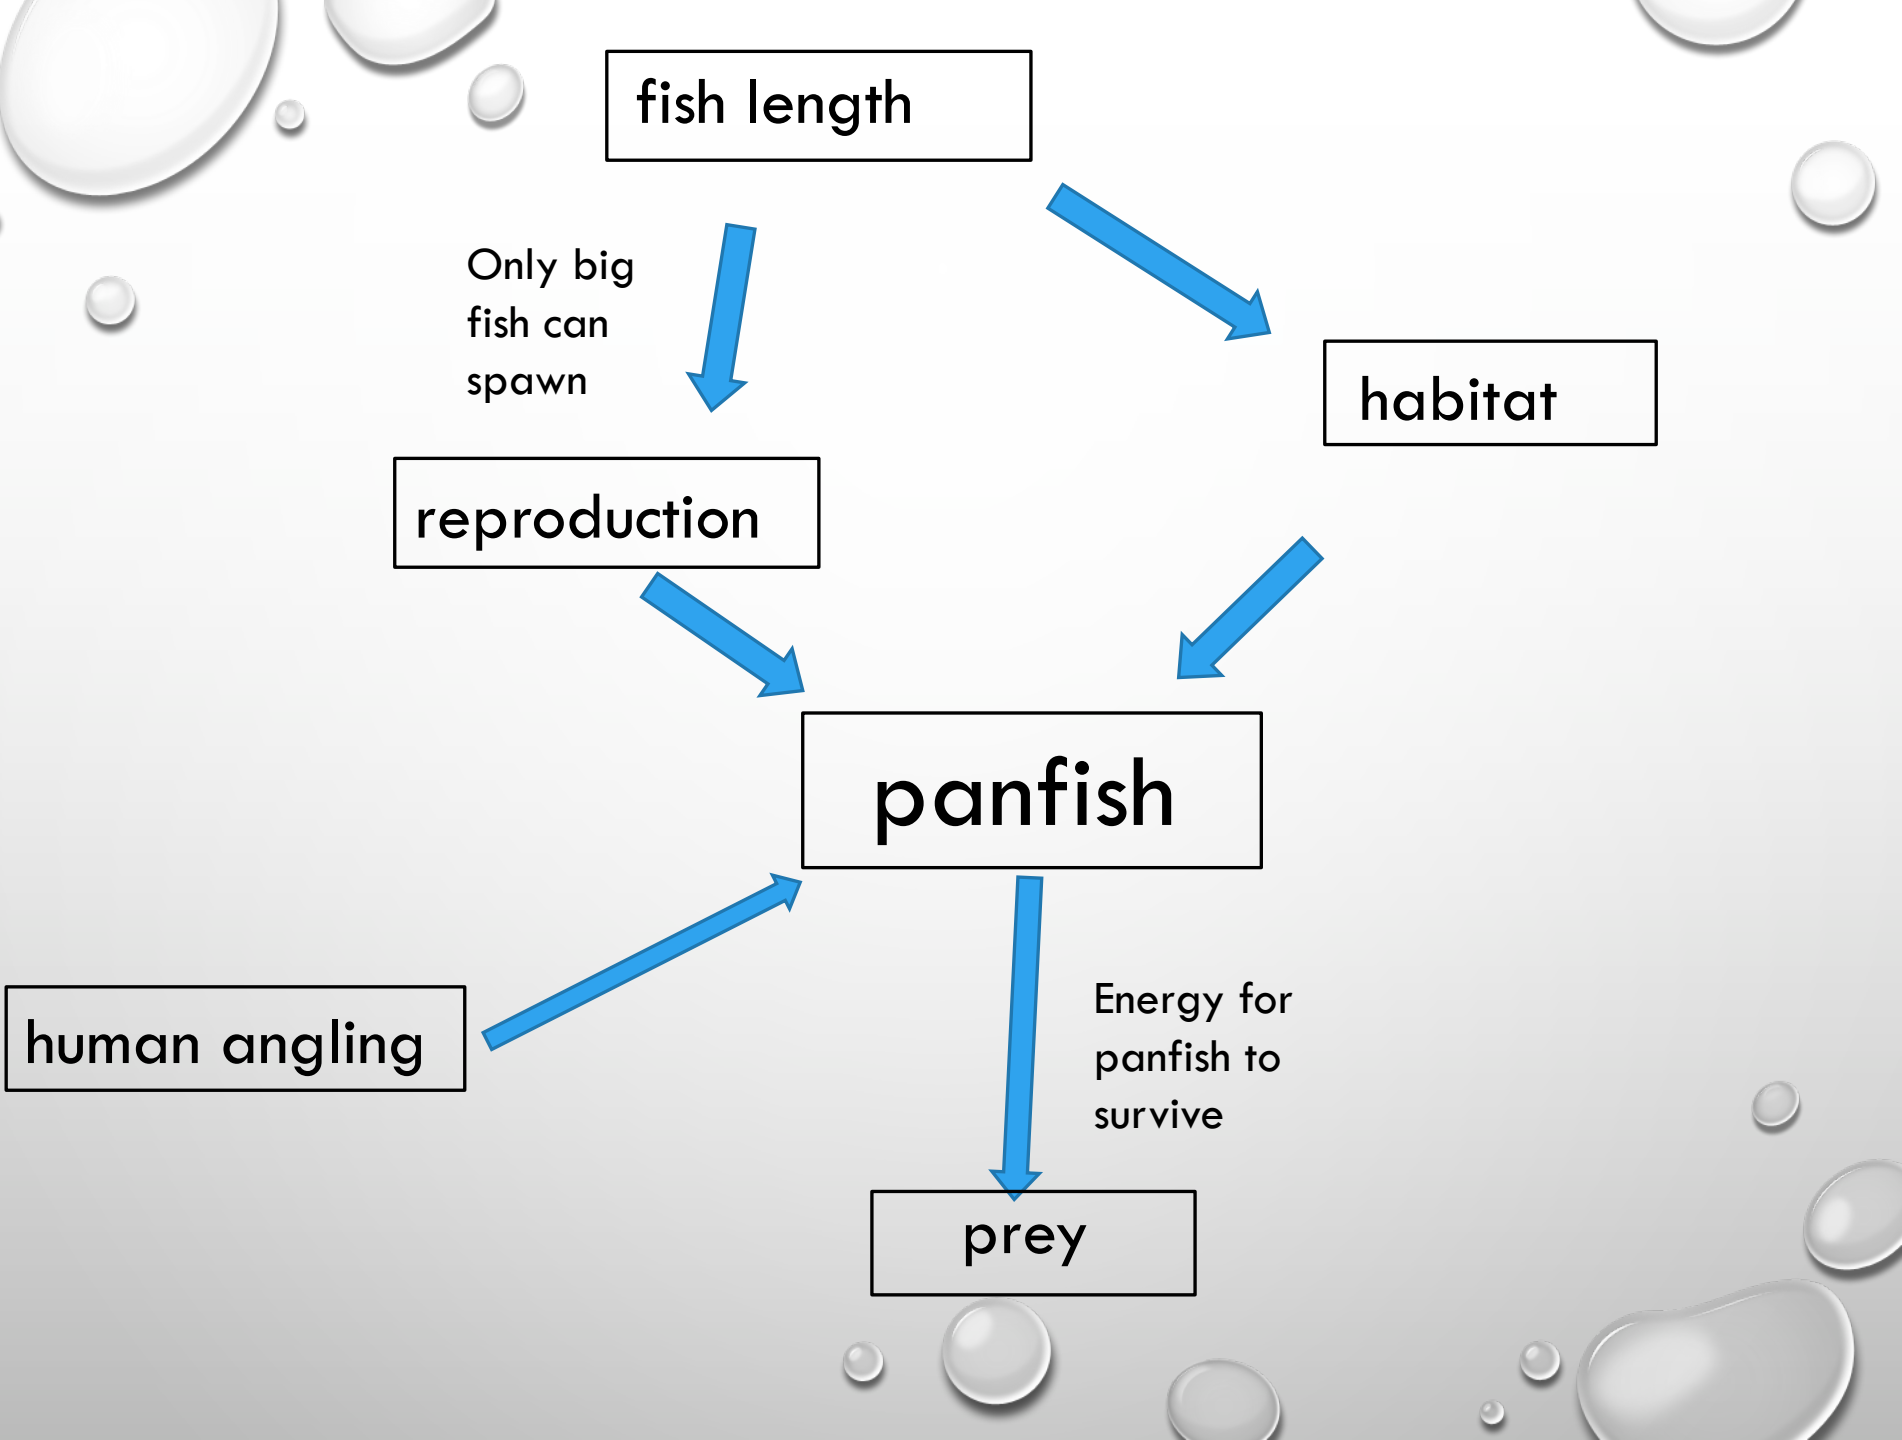 fish length
Only big
fish can
spawn
habitat
reproduction
panfish
human angling
Energy for
panfish to
survive
prey